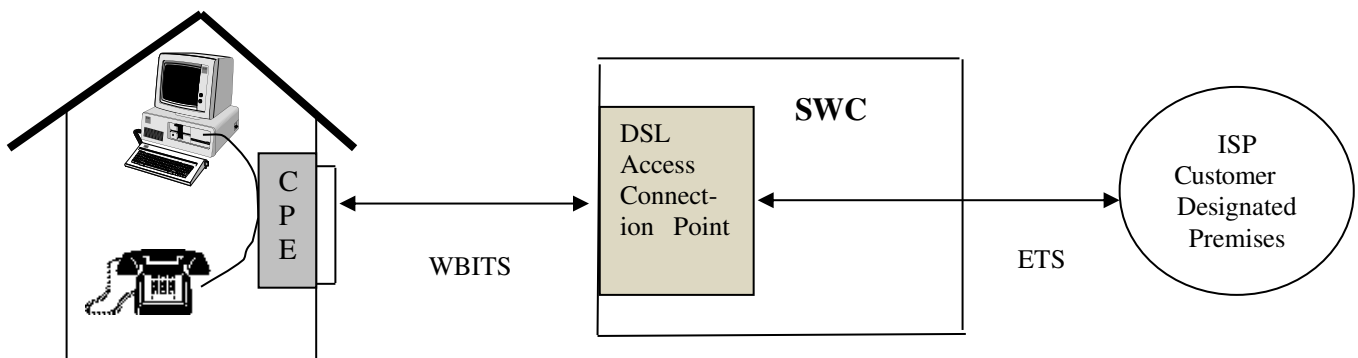 C
P
E
WBITS
DSL
Access
Connect-
ion Point
SWC
ETS
ISP
Customer
Designated
Premises